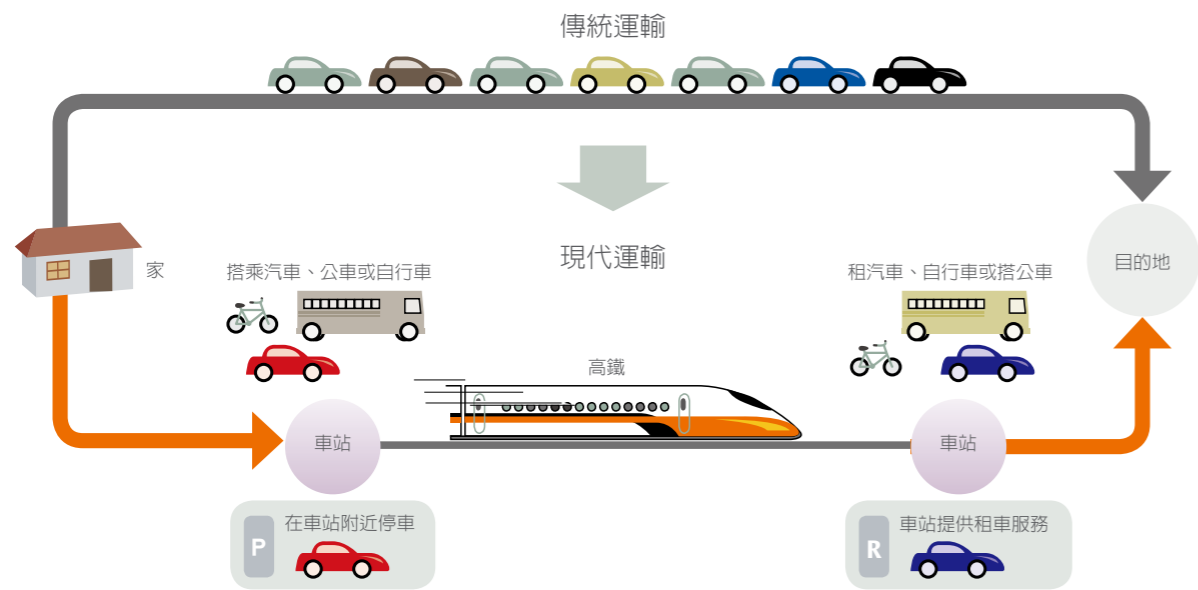 傳統運輸
現代運輸
家
搭乘汽車、公車或自行車
租汽車、自行車或搭公車
目的地
高鐵
車站
車站
P
在車站附近停車
R
車站提供租車服務